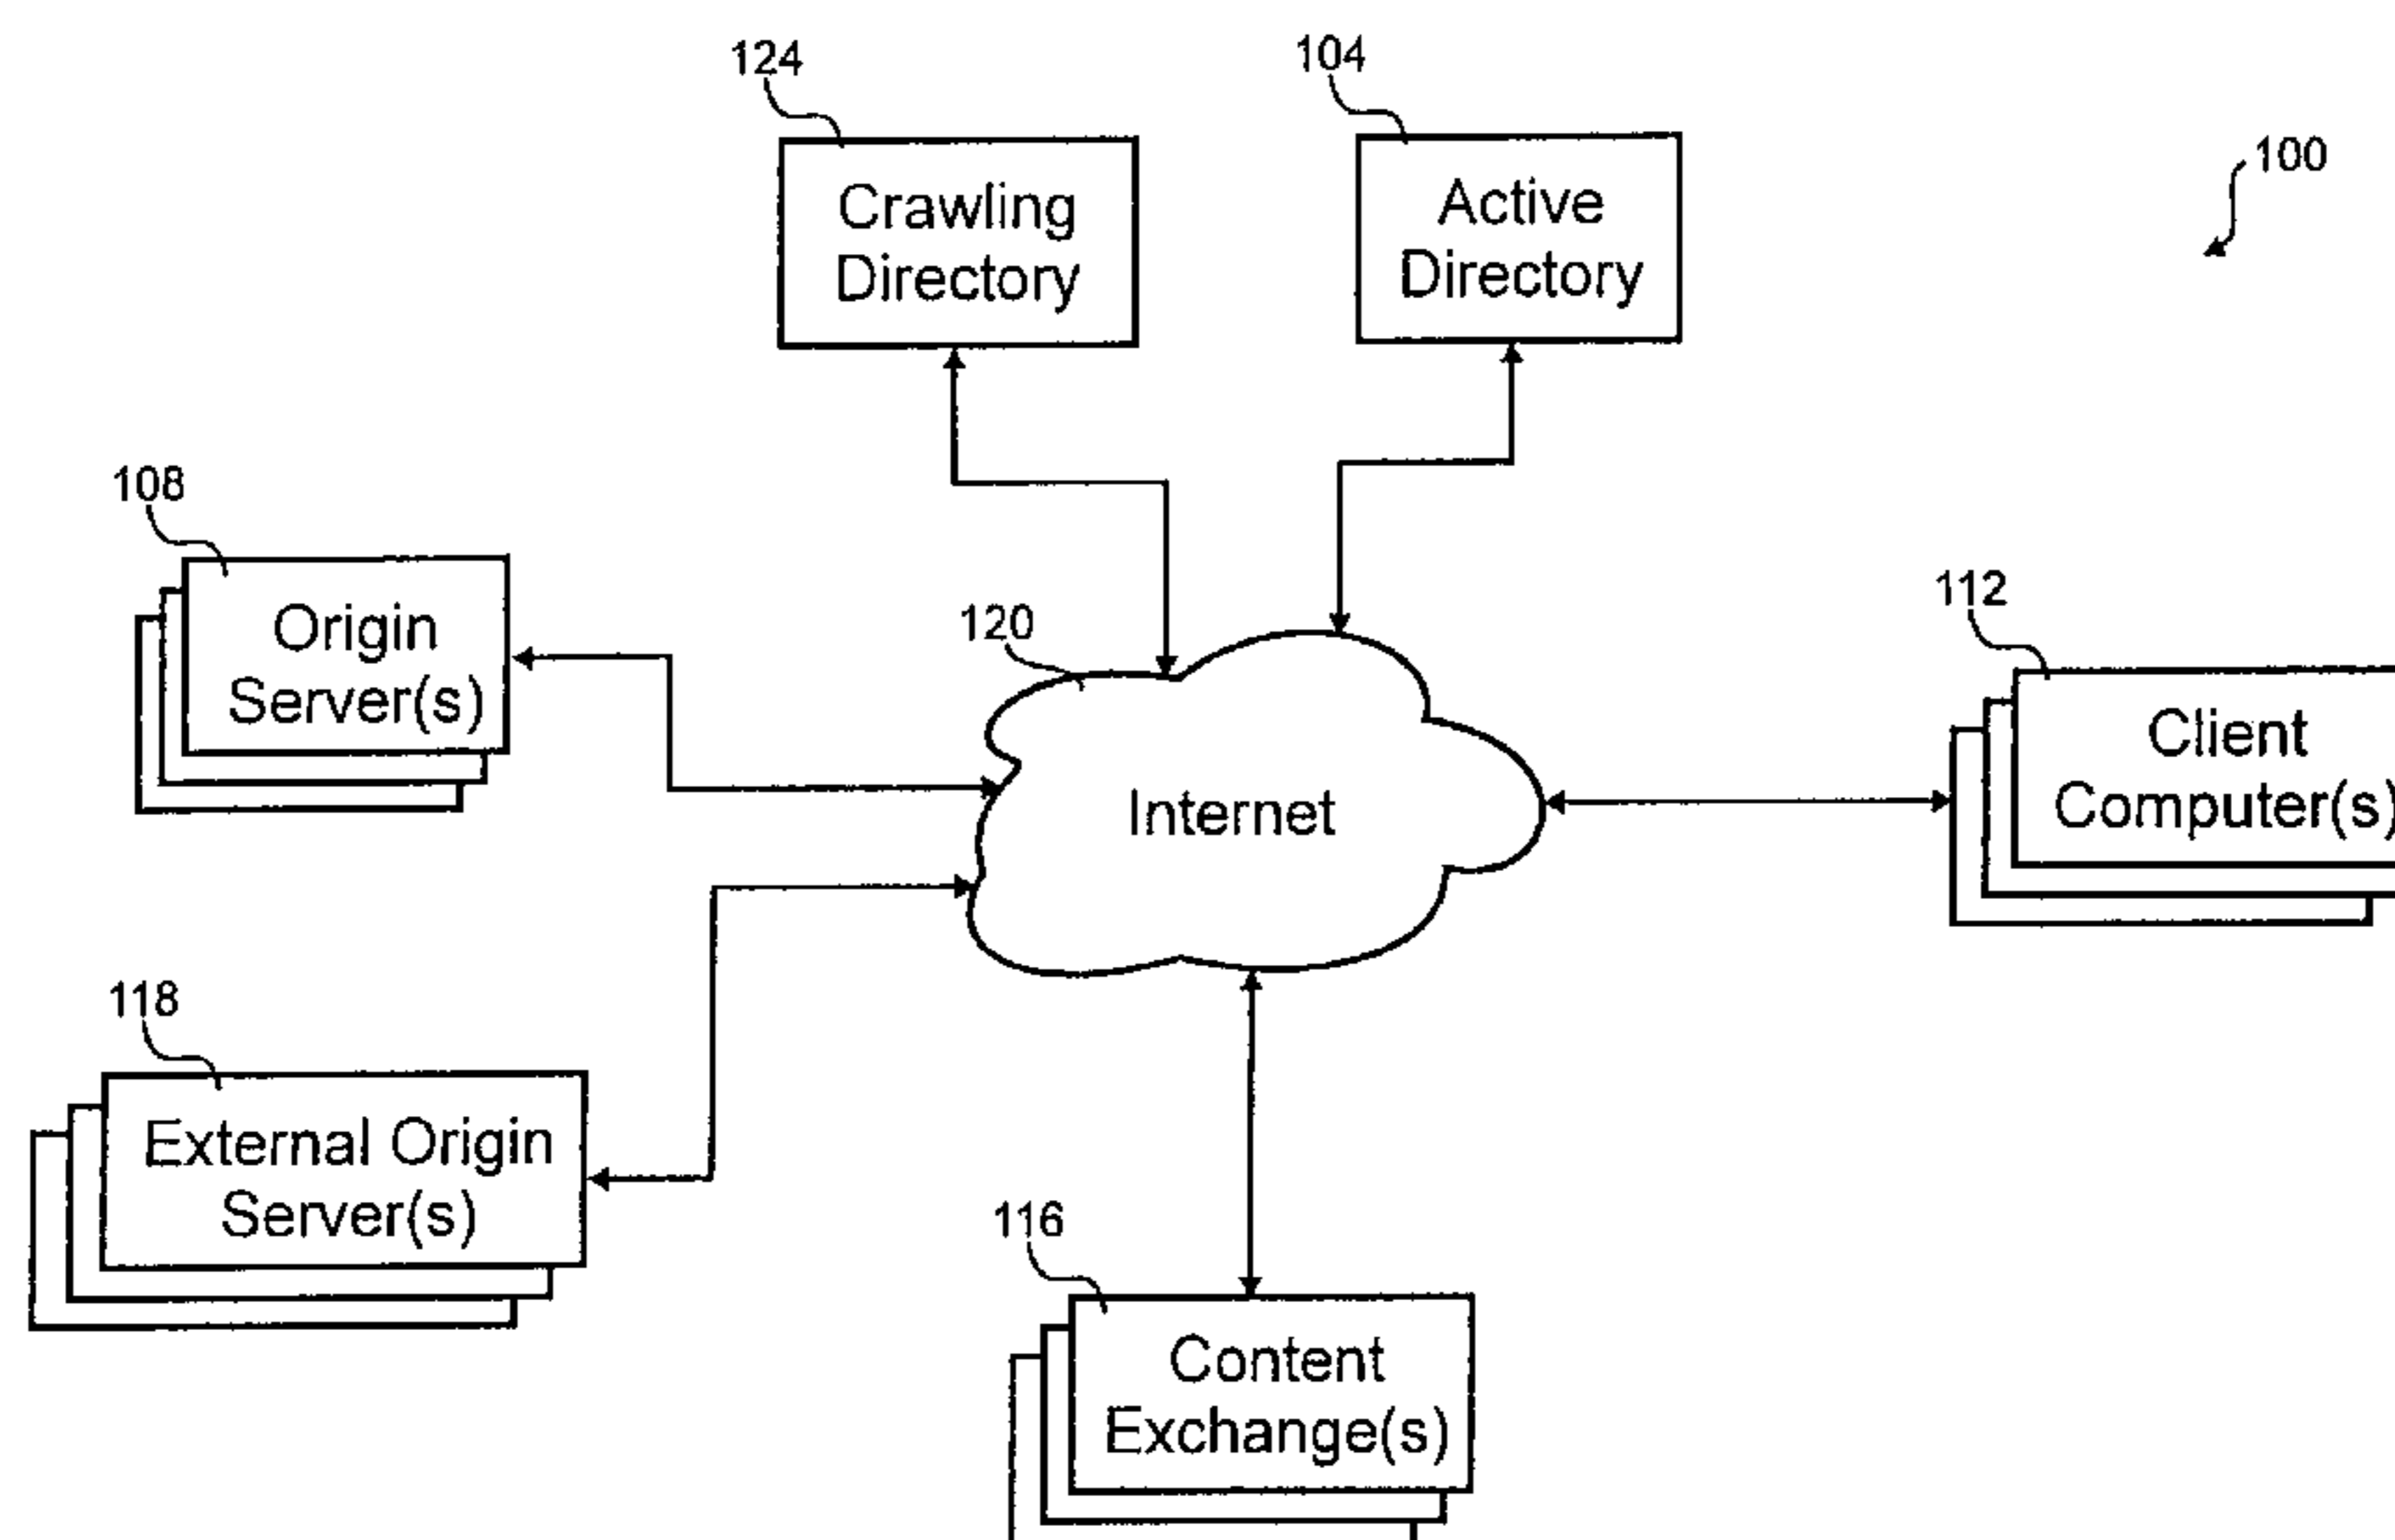 124
104
100
Crawling
Directory
Active
Directory
108
Origin
Server(s)
120
112
Internet
Client
Computer(s)
118
External Origin
Server(s)
116
Content
Exchange(s)